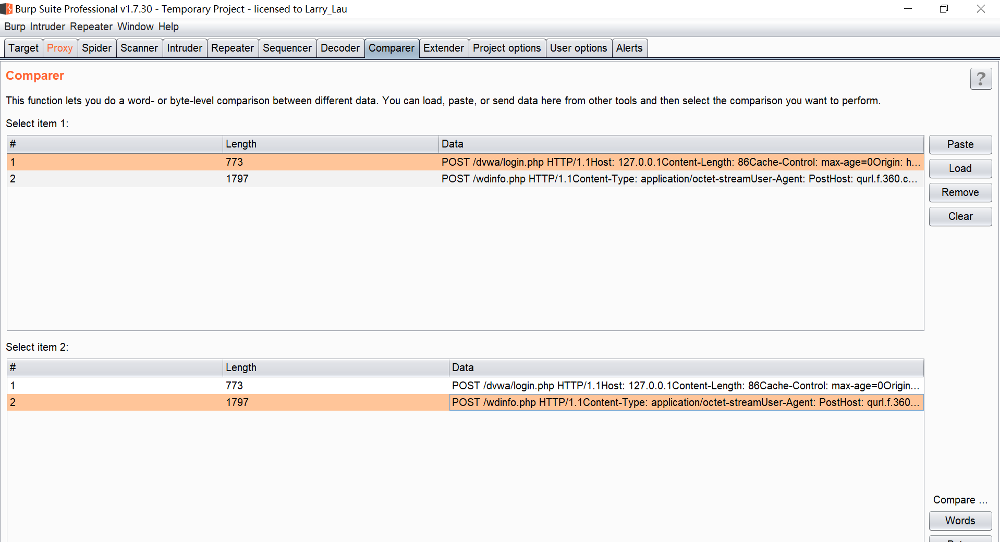 Burp Suite Professional v1.7.30 - Temporary Project - licensed to Larry_Lau
Burp Intruder Repeater Window Help
Target Proxy Spider Scanner Intruder Repeater Sequencer Decoder Comparer Extender Project options User options Alerts
Comparer
?
This function lets you do a word- or byte-level comparison between different data. You can load, paste, or send data here from other tools and then select the comparison you want to perform.
Select item 1:
# Length Data
Paste
1 773 POST /dvwa/login.php HTTP/1.1Host: 127.0.0.1Content-Length: 86Cache-Control: max-age=0Origin: h...
Load
2 1797 POST /wdinfo.php HTTP/1.1Content-Type: application/octet-streamUser-Agent: PostHost: qurl.f.360.c...
Remove
Clear
Select item 2:
# Length Data
1 773 POST /dvwa/login.php HTTP/1.1Host: 127.0.0.1Content-Length: 86Cache-Control: max-age=0Origin...
2 1797 POST /wdinfo.php HTTP/1.1Content-Type: application/octet-streamUser-Agent: PostHost: qurl.f.360...
Compare ...
Words